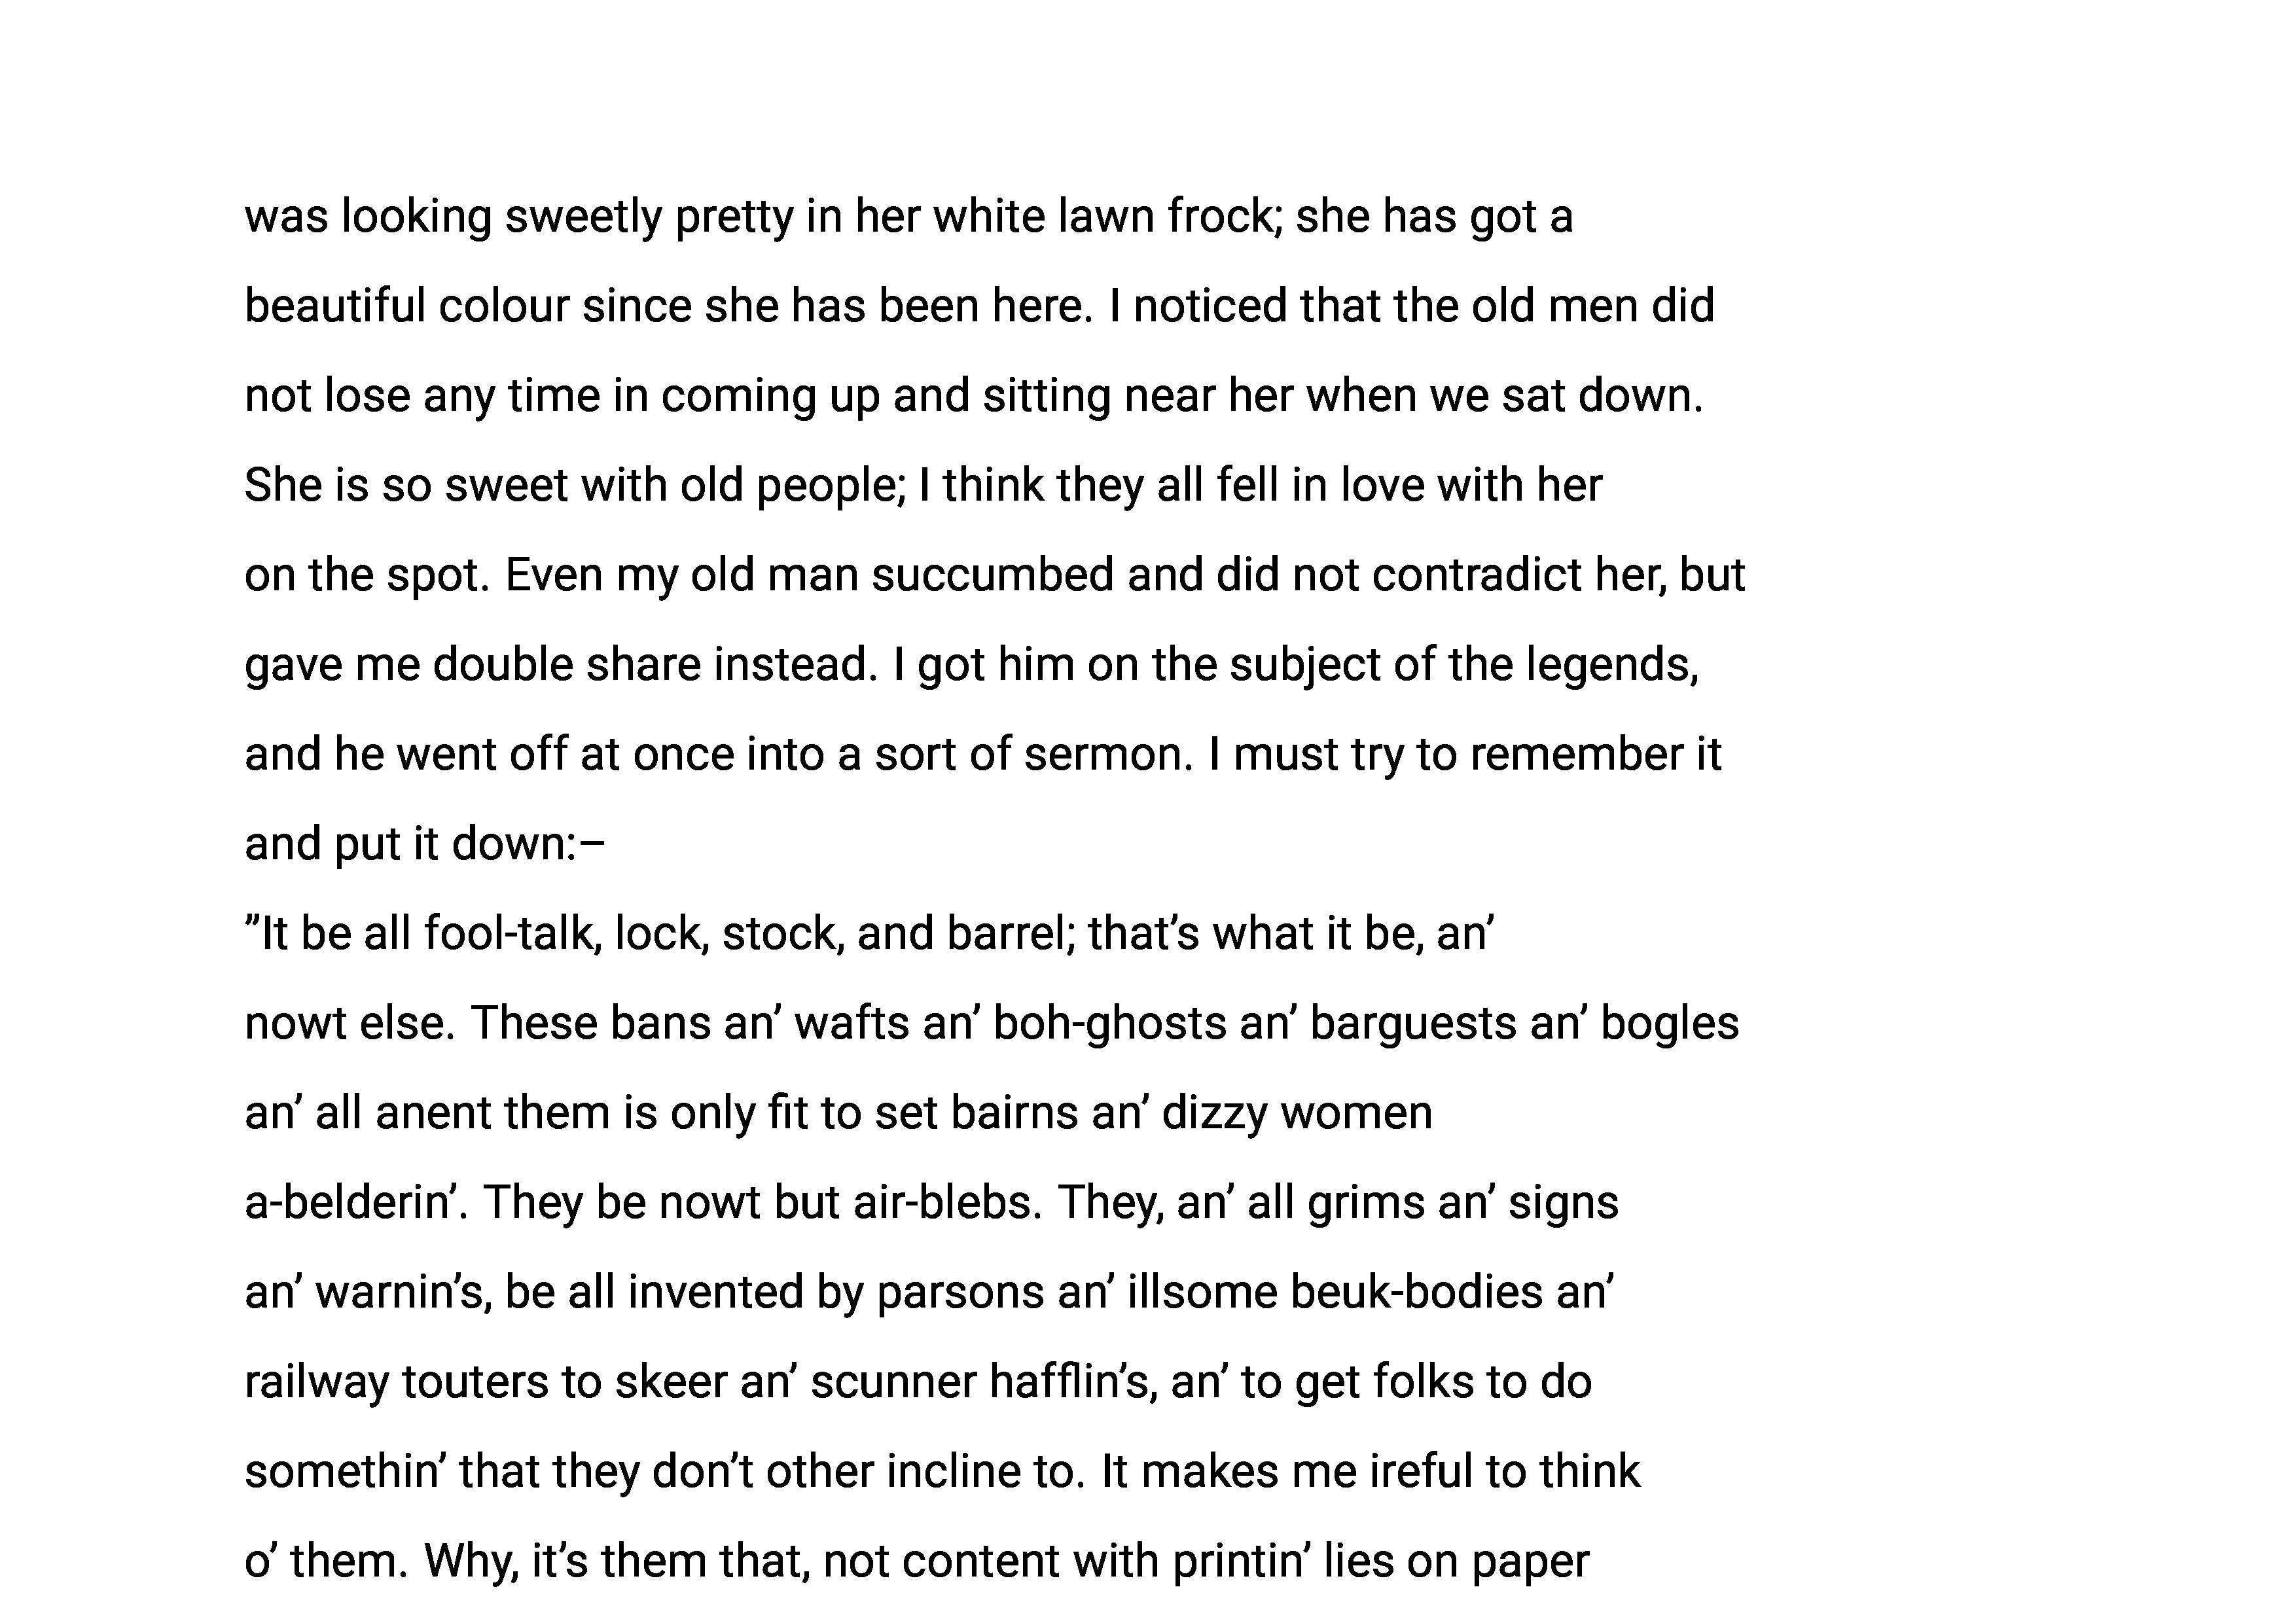 was looking sweetly pretty in her white lawn frock; she has got a
beautiful colour since she has been here. I noticed that the old men did
not lose any time in coming up and sitting near her when we sat down.
She is so sweet with old people; I think they all fell in love with her
on the spot. Even my old man succumbed and did not contradict her, but
gave me double share instead. I got him on the subject of the legends,
and he went off at once into a sort of sermon. I must try to remember it
and put it down:–
”It be all fool-talk, lock, stock, and barrel; that’s what it be, an’
nowt else. These bans an’ wafts an’ boh-ghosts an’ barguests an’ bogles
an’ all anent them is only fit to set bairns an’ dizzy women
a-belderin’. They be nowt but air-blebs. They, an’ all grims an’ signs
an’ warnin’s, be all invented by parsons an’ illsome beuk-bodies an’
railway touters to skeer an’ scunner hafflin’s, an’ to get folks to do
somethin’ that they don’t other incline to. It makes me ireful to think
o’ them. Why, it’s them that, not content with printin’ lies on paper